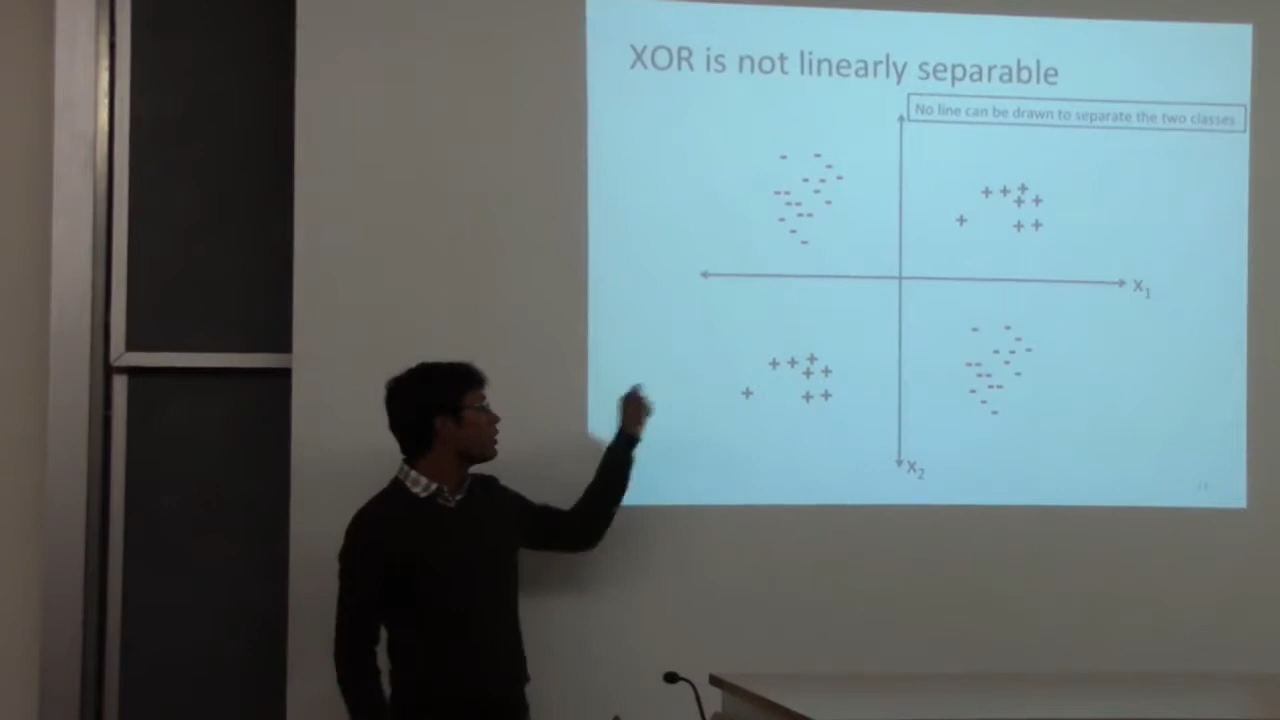 XOR is not linearly separable
No line can be drawn to separate the two classes
x1
x2